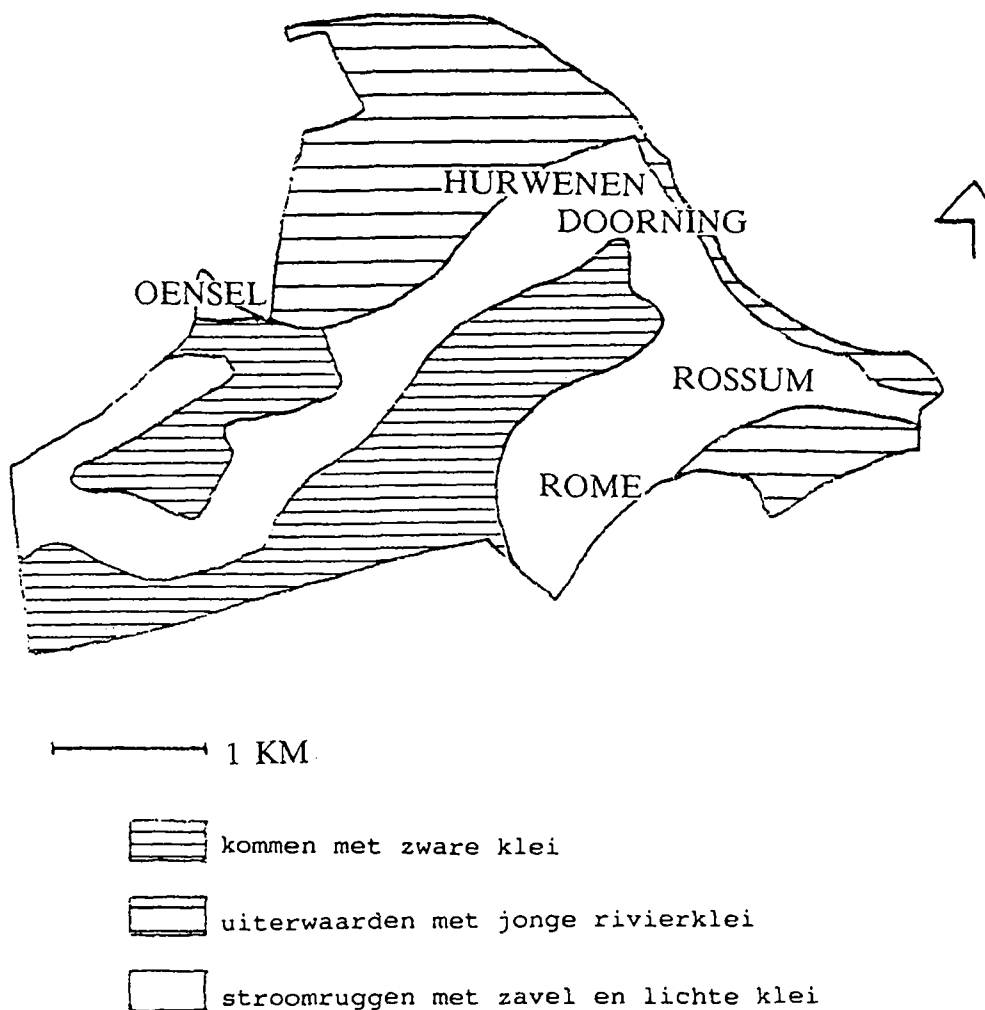 HURWENEN
DOORNING
OENSEL
ROSSUM
ROME
1 KM
kommen met zware klei
uiterwaarden met jonge rivierklei
stroomruggen met zavel en lichte klei